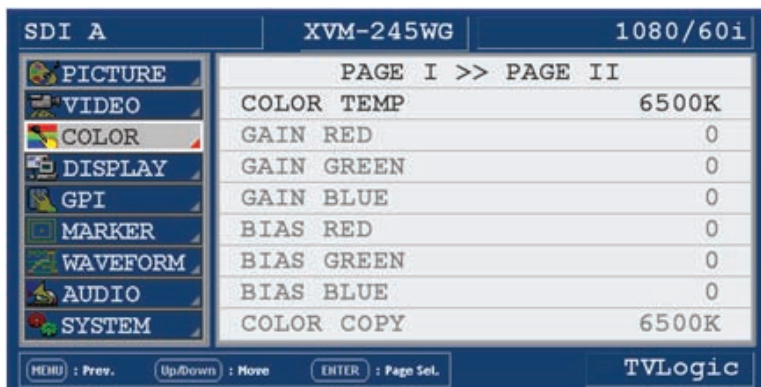 SDI A XVM-245WG 1080/60i
PICTURE
VIDEO
COLOR
DISPLAY
GPI
MARKER
WAVEFORM
AUDIO
SYSTEM
PAGE I >> PAGE II
COLOR TEMP 6500K
GAIN RED 0
GAIN GREEN 0
GAIN BLUE 0
BIAS RED 0
BIAS GREEN 0
BIAS BLUE 0
COLOR COPY 6500K
MENU : Prev. Up/Down : Move ENTER : Page Sel. TVLogic